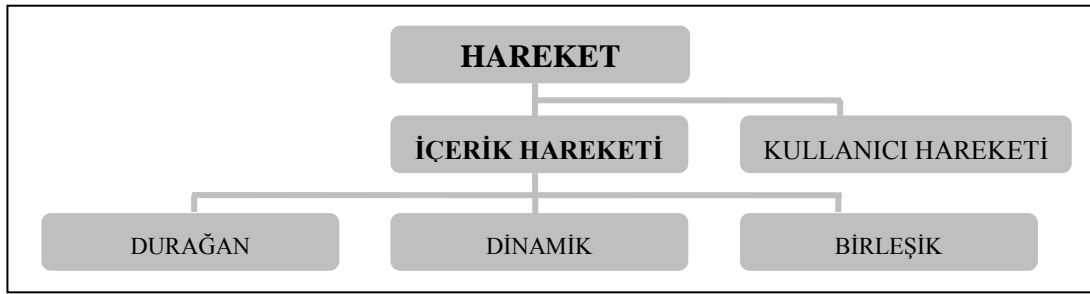 HAREKET
İÇERİK HAREKETİ
KULLANICI HAREKETİ
DURAĞAN
DİNAMİK
BİRLEŞİK